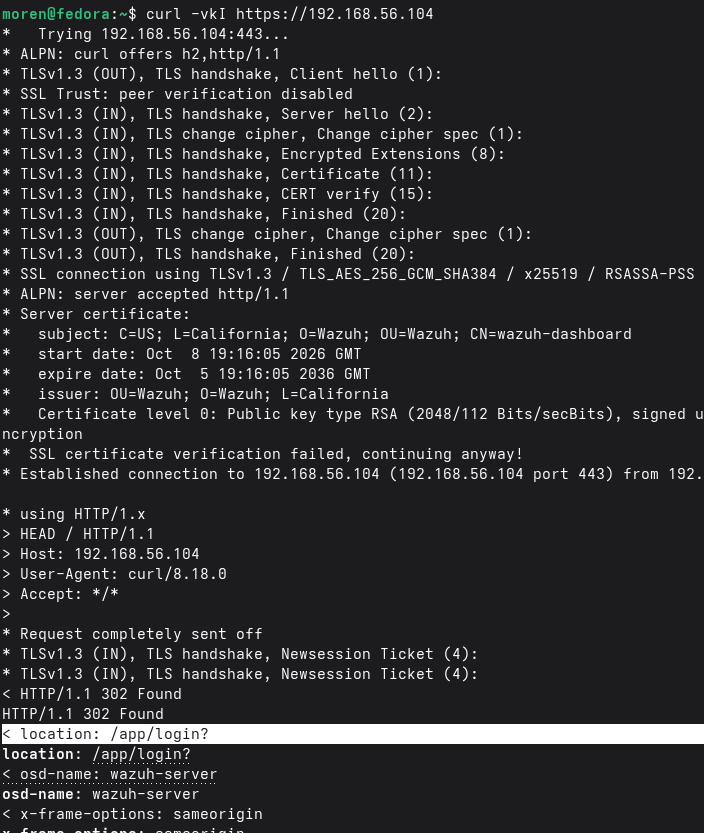 moren@fedora:~$ curl -vkI https://192.168.56.104
*   Trying 192.168.56.104:443...
* ALPN: curl offers h2,http/1.1
* TLSv1.3 (OUT), TLS handshake, Client hello (1):
* SSL Trust: peer verification disabled
* TLSv1.3 (IN), TLS handshake, Server hello (2):
* TLSv1.3 (IN), TLS change cipher, Change cipher spec (1):
* TLSv1.3 (IN), TLS handshake, Encrypted Extensions (8):
* TLSv1.3 (IN), TLS handshake, Certificate (11):
* TLSv1.3 (IN), TLS handshake, CERT verify (15):
* TLSv1.3 (IN), TLS handshake, Finished (20):
* TLSv1.3 (OUT), TLS change cipher, Change cipher spec (1):
* TLSv1.3 (OUT), TLS handshake, Finished (20):
* SSL connection using TLSv1.3 / TLS_AES_256_GCM_SHA384 / x25519 / RSASSA-PSS
* ALPN: server accepted http/1.1
* Server certificate:
*   subject: C=US; L=California; O=Wazuh; OU=Wazuh; CN=wazuh-dashboard
*   start date: Oct  8 19:16:05 2026 GMT
*   expire date: Oct  5 19:16:05 2036 GMT
*   issuer: OU=Wazuh; O=Wazuh; L=California
*   Certificate level 0: Public key type RSA (2048/112 Bits/secBits), signed u
ncryption
*  SSL certificate verification failed, continuing anyway!
* Established connection to 192.168.56.104 (192.168.56.104 port 443) from 192.
* using HTTP/1.x
> HEAD / HTTP/1.1
> Host: 192.168.56.104
> User-Agent: curl/8.18.0
> Accept: */*
>
* Request completely sent off
* TLSv1.3 (IN), TLS handshake, Newsession Ticket (4):
* TLSv1.3 (IN), TLS handshake, Newsession Ticket (4):
< HTTP/1.1 302 Found
HTTP/1.1 302 Found
< location: /app/login?
location: /app/login?
< osd-name: wazuh-server
osd-name: wazuh-server
< x-frame-options: sameorigin
x-frame-options: sameorigin